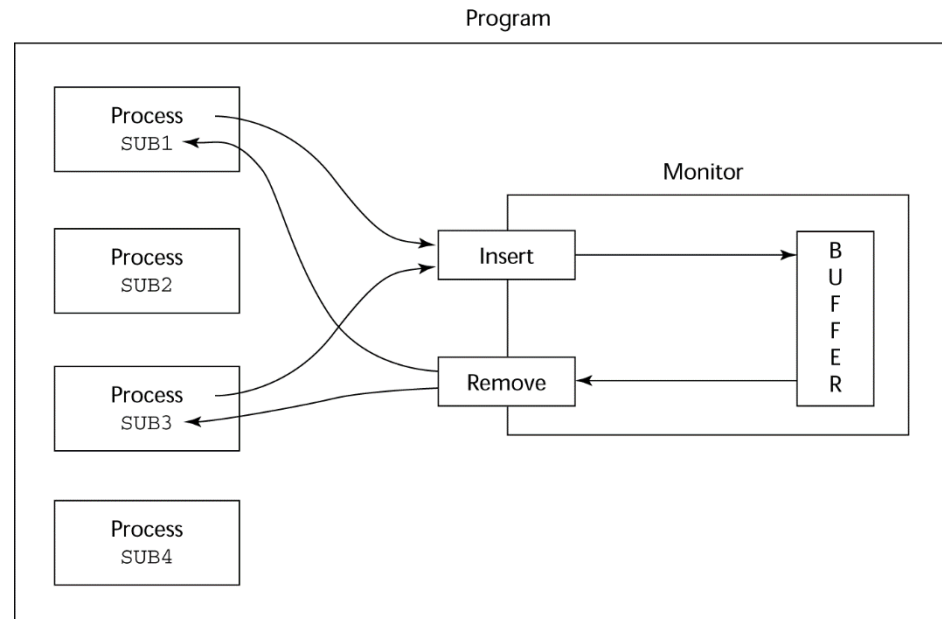 Program
Process
SUB1
Process
SUB2
Process
SUB3
Process
SUB4
Monitor
Insert
Remove
B
U
F
F
E
R